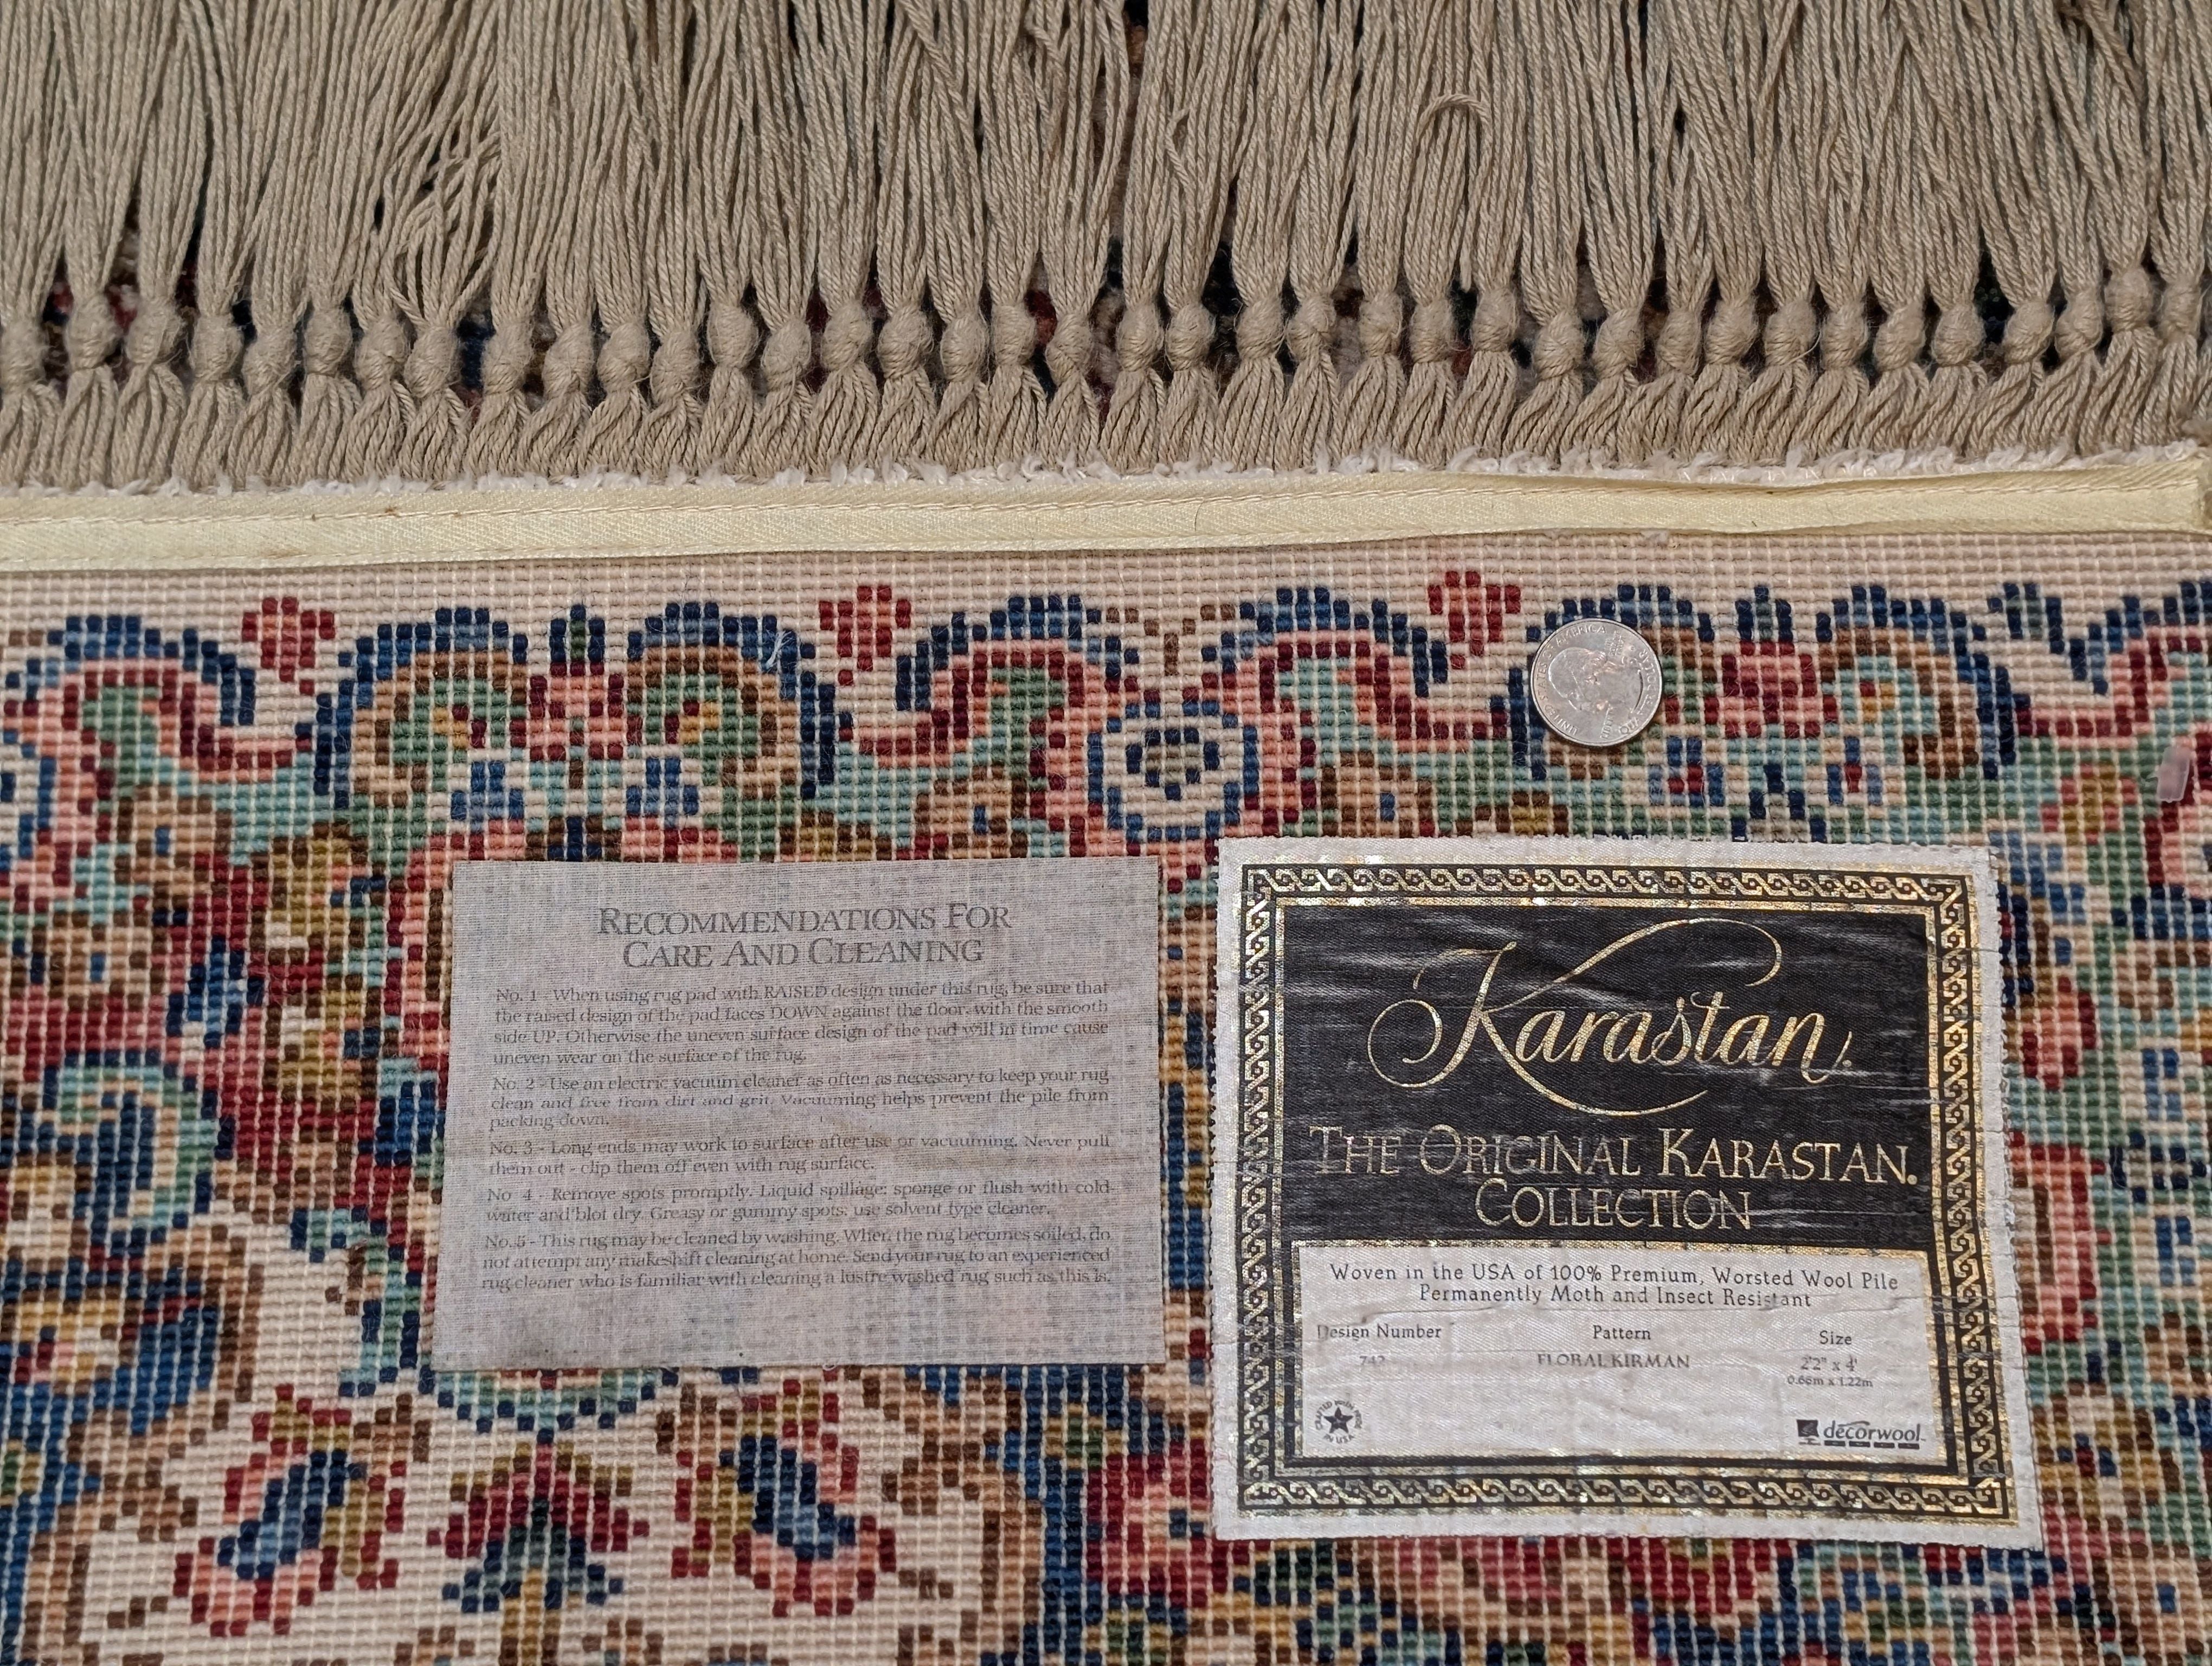 RECOMMENDATIONS FOR
CARE AND CLEANING
No. 1 - When using rug pad with RAISED design under this rug, be sure that
the raised design of the pad faces DOWN against the floor, with the smooth
side UP. Otherwise the uneven surface design of the pad will in time cause
uneven wear on the surface of the rug.
No. 2 - Use an electric vacuum cleaner as often as necessary to keep your rug
clean and free from dirt and grit. Vacuuming helps prevent the pile from
packing down.
No. 3 - Long ends may work to surface after use or vacuuming. Never pull
them out - clip them off even with rug surface.
No. 4 - Remove spots promptly. Liquid spillage: sponge or flush with cold-
water and blot dry. Greasy or gummy spots: use solvent type cleaner.
No. 5 - This rug may be cleaned by washing. When the rug becomes soiled, do
not attempt any makeshift cleaning at home. Send your rug to an experienced
rug cleaner who is familiar with cleaning a lustre washed rug such as this is.
Karastan
THE ORIGINAL KARASTAN.
COLLECTION
Woven in the USA of 100% Premium, Worsted Wool Pile
Permanently Moth and Insect Resistant
Design Number Pattern Size
742 FLORAL KIRMAN 2'2" x 4'
0.66m x 1.22m
CRAFTED WITH PRIDE IN U.S.A.
decorwool